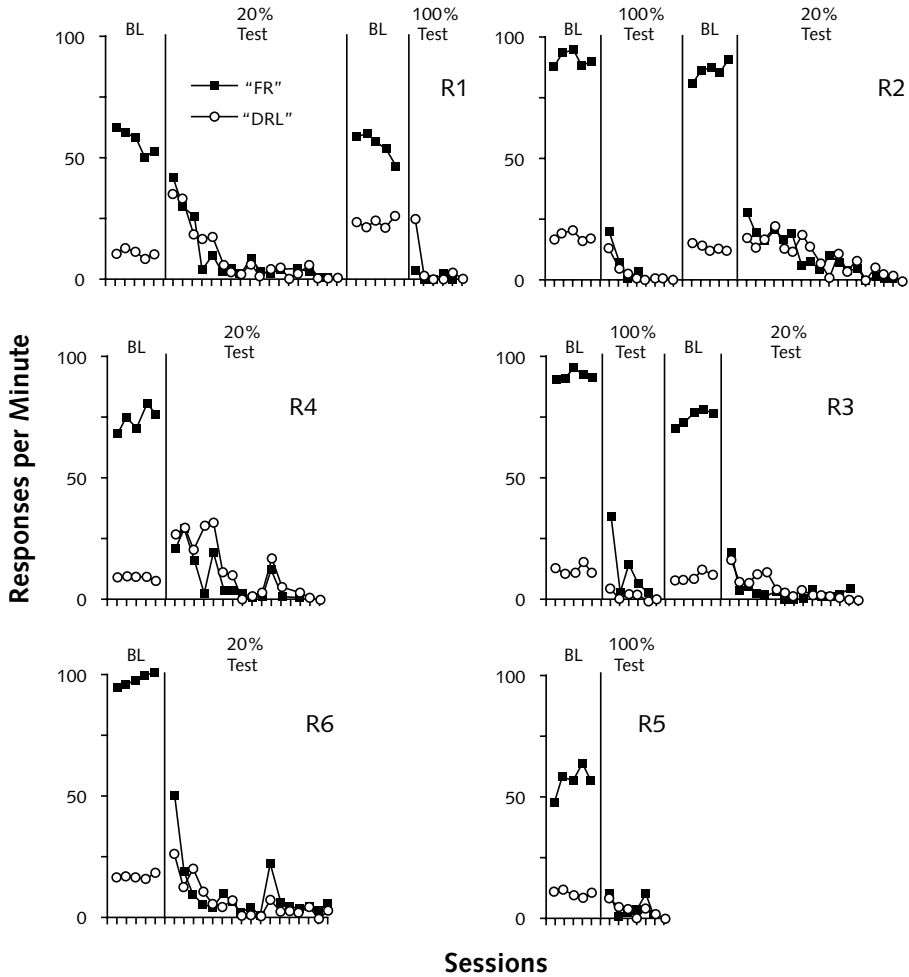 BL
20%
Test
BL
100%
Test
100
50
0
"FR"
"DRL"
R1
BL
100%
Test
BL
20%
Test
100
50
0
R2
BL
20%
Test
100
50
0
R4
BL
100%
Test
BL
20%
Test
100
50
0
R3
BL
20%
Test
100
50
0
R6
BL
100%
Test
100
50
0
R5
Responses per Minute
Sessions